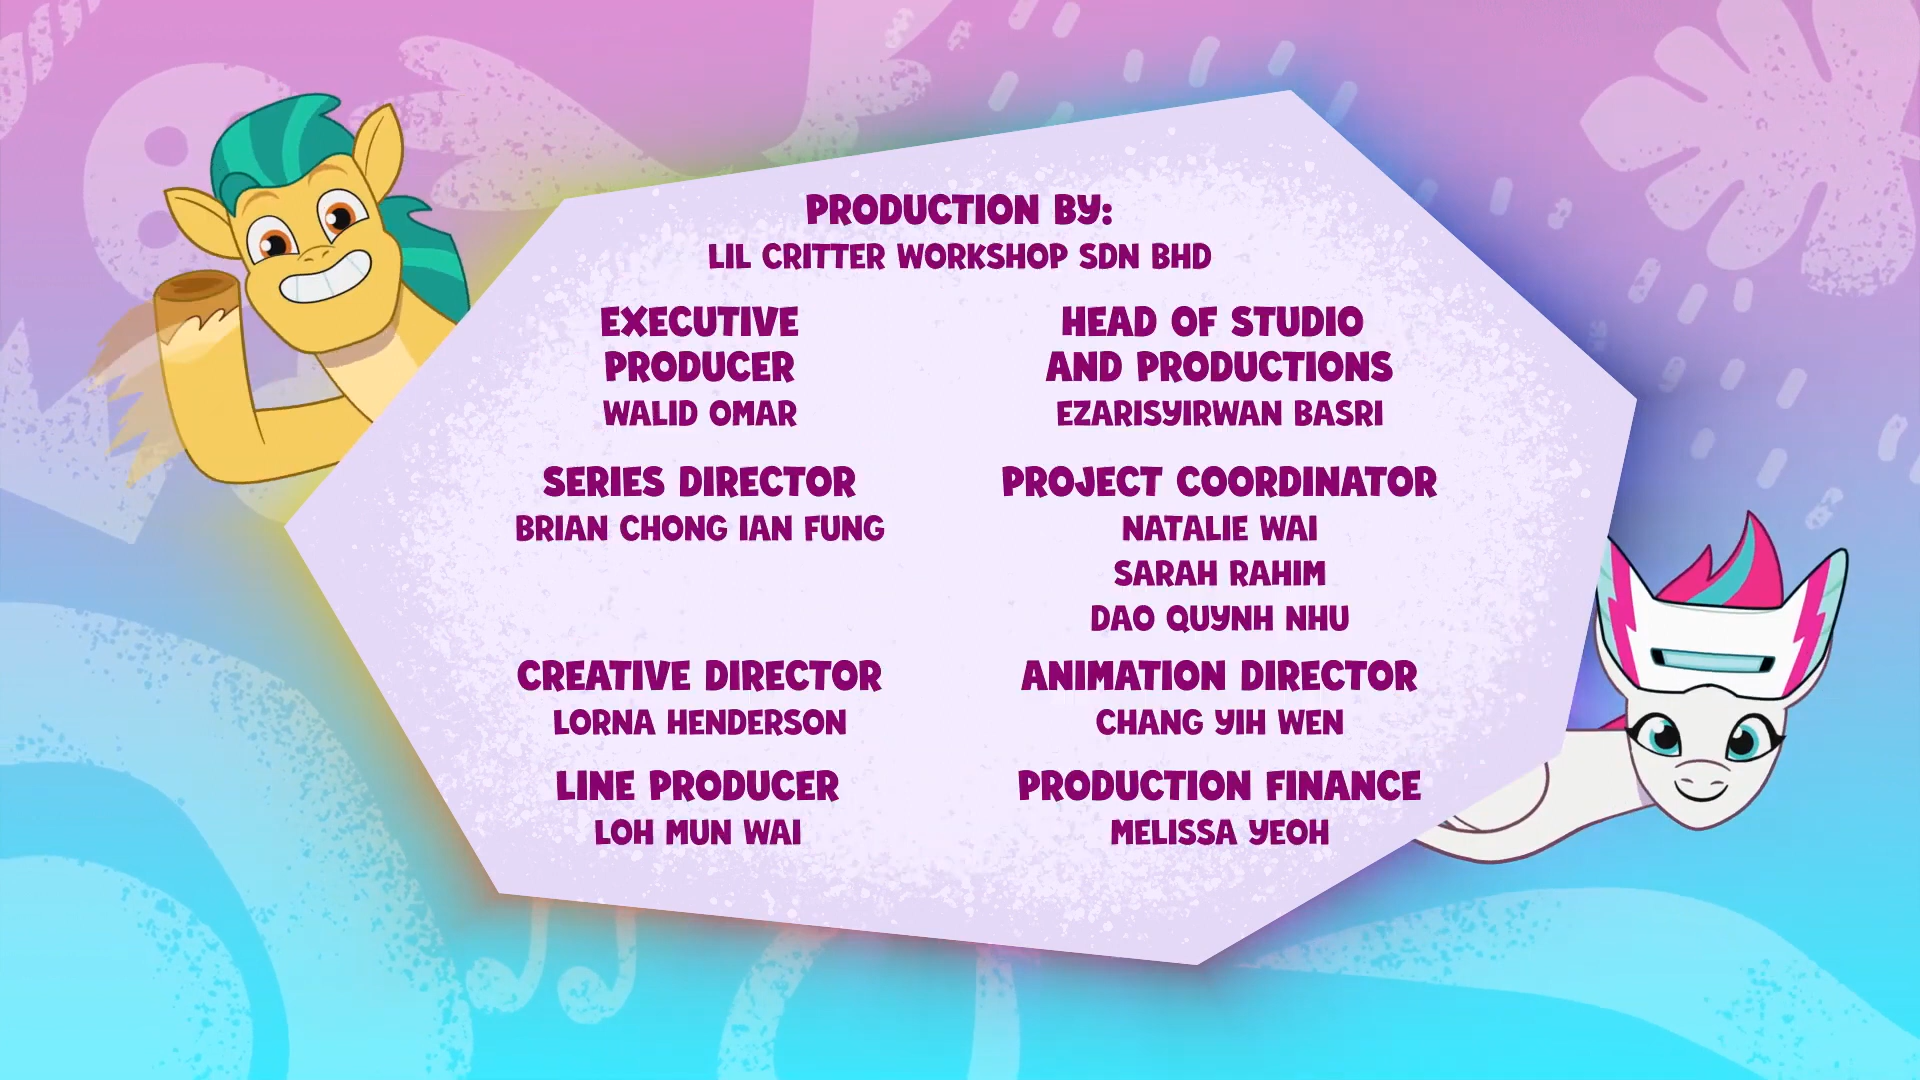 PRODUCTION BY:
LIL CRITTER WORKSHOP SDN BHD
EXECUTIVE
PRODUCER
WALID OMAR
HEAD OF STUDIO
AND PRODUCTIONS
EZARISYIRWAN BASRI
SERIES DIRECTOR
BRIAN CHONG IAN FUNG
PROJECT COORDINATOR
NATALIE WAI
SARAH RAHIM
DAO QUYNH NHU
CREATIVE DIRECTOR
LORNA HENDERSON
ANIMATION DIRECTOR
CHANG YIH WEN
LINE PRODUCER
LOH MUN WAI
PRODUCTION FINANCE
MELISSA YEOH